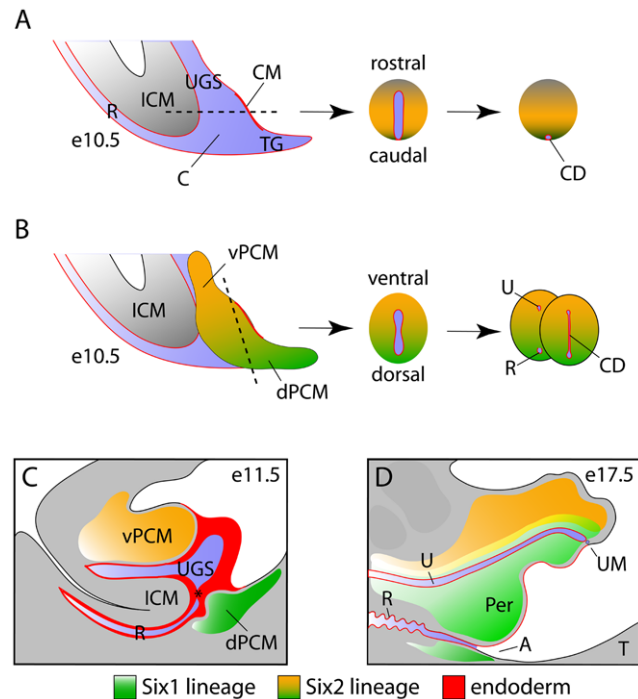 A
UGS
CM
ICM
R
TG
e10.5
C
rostral
caudal
CD
B
vPCM
ICM
e10.5
dPCM
ventral
dorsal
U
R
CD
C
e11.5
vPCM
UGS
ICM
*
R
dPCM
D
e17.5
U
UM
R
Per
A
T
Six1 lineage Six2 lineage endoderm